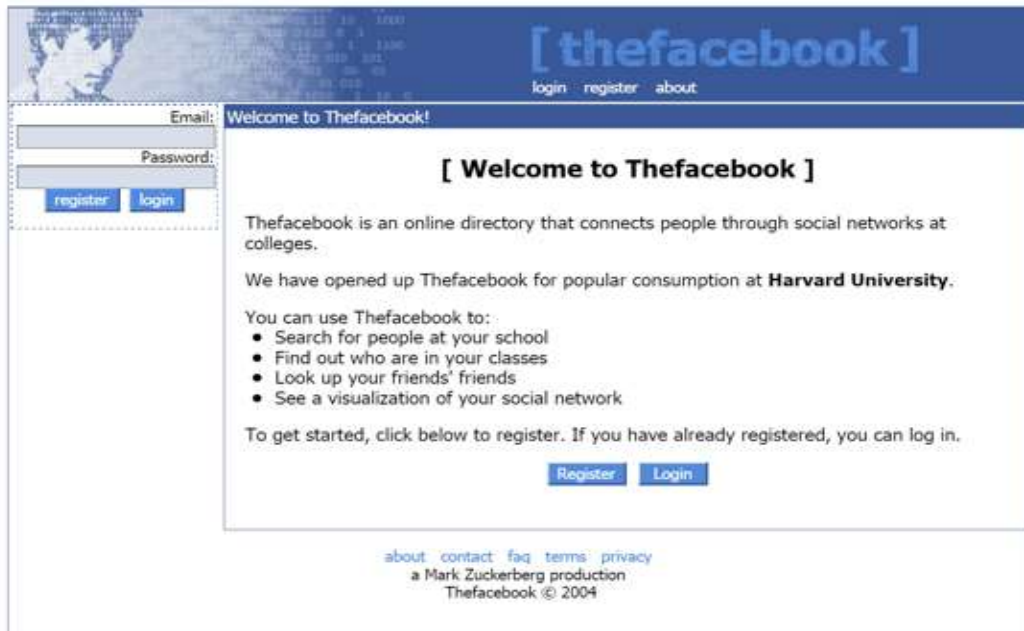 [ thefacebook ]
login register about
Email:
Password:
register login
Welcome to Thefacebook!
[ Welcome to Thefacebook ]
Thefacebook is an online directory that connects people through social networks at
colleges.
We have opened up Thefacebook for popular consumption at Harvard University.
You can use Thefacebook to:
• Search for people at your school
• Find out who are in your classes
• Look up your friends' friends
• See a visualization of your social network
To get started, click below to register. If you have already registered, you can log in.
Register Login
about contact faq terms privacy
a Mark Zuckerberg production
Thefacebook © 2004